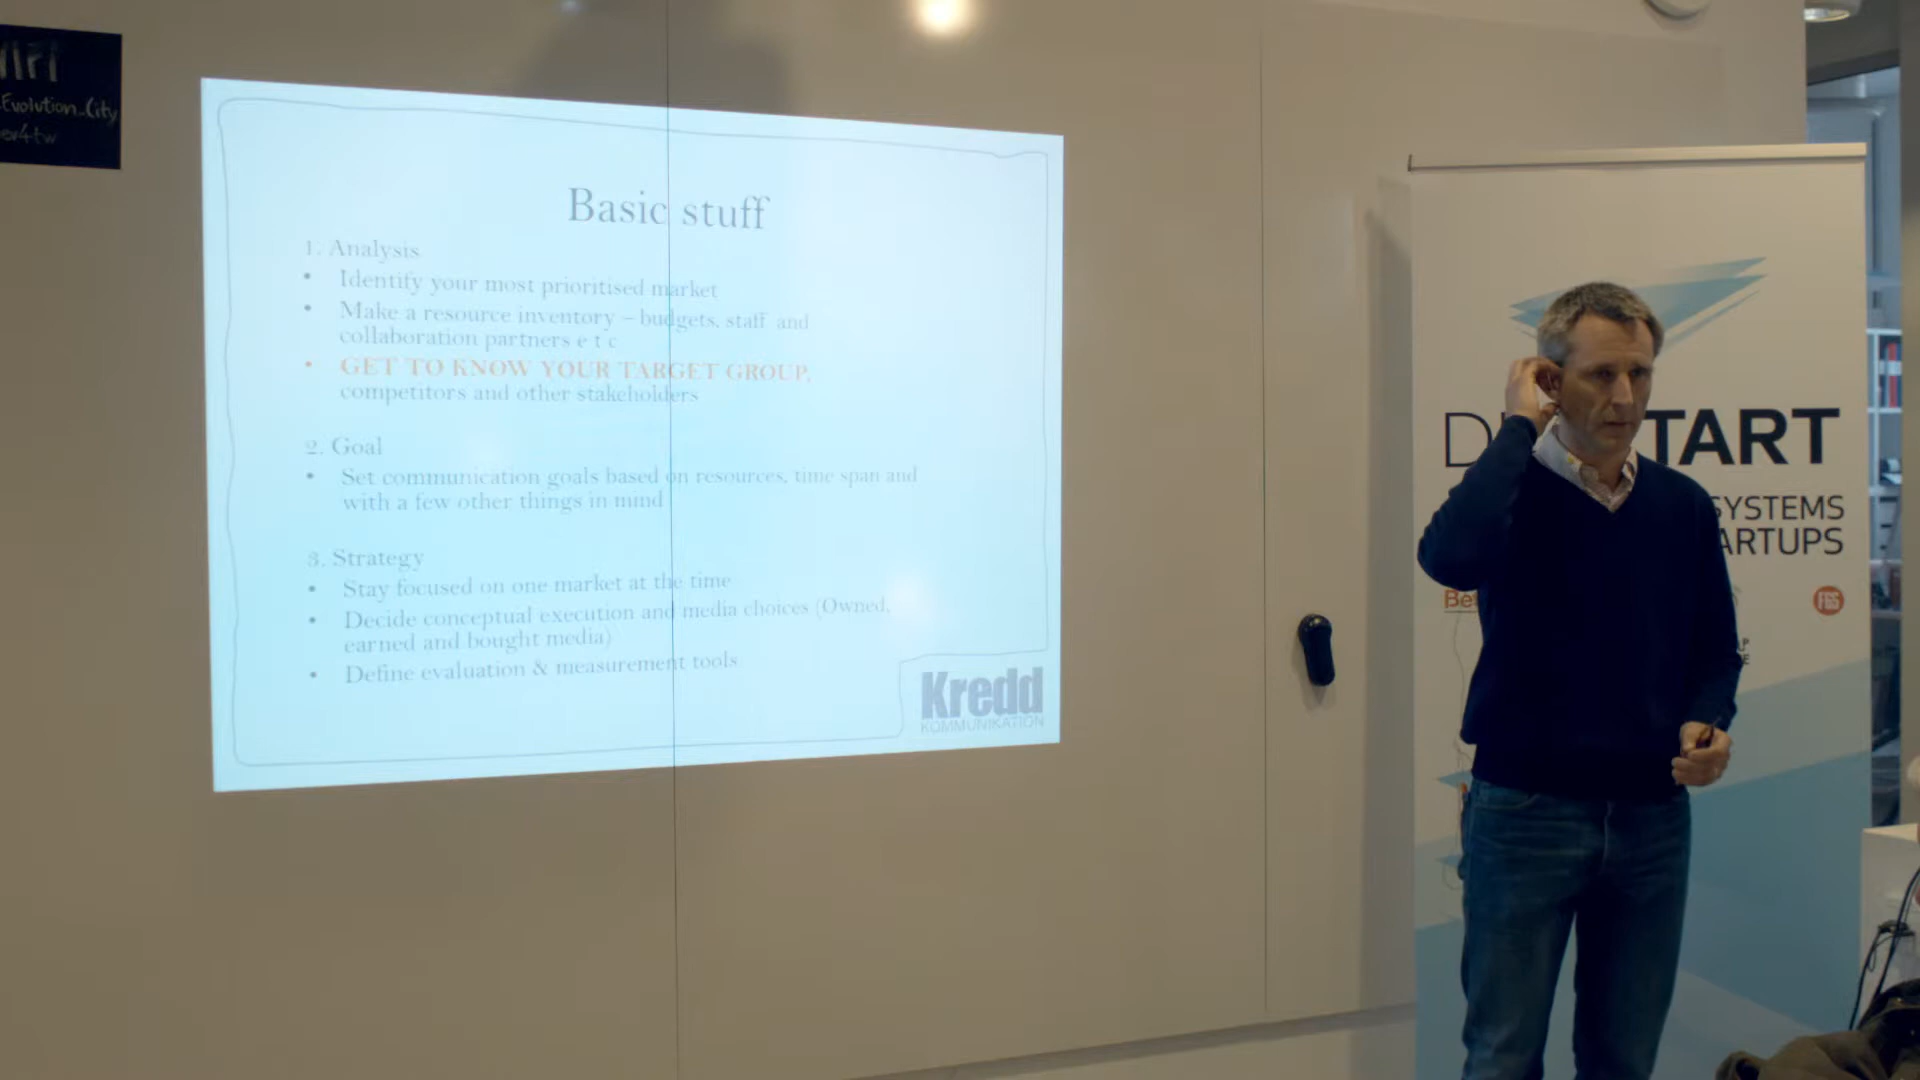 Evolution_City
Basic stuff
1. Analysis
• Identify your most prioritised market
• Make a resource inventory – budgets, staff and
collaboration partners e t c
• GET TO KNOW YOUR TARGET GROUP,
competitors and other stakeholders
2. Goal
• Set communication goals based on resources, time span and
with a few other things in mind
3. Strategy
• Stay focused on one market at the time
• Decide conceptual execution and media choices (Owned,
earned and bought media)
• Define evaluation & measurement tools
Kredd
KOMMUNIKATION
TART
SYSTEMS
ARTUPS